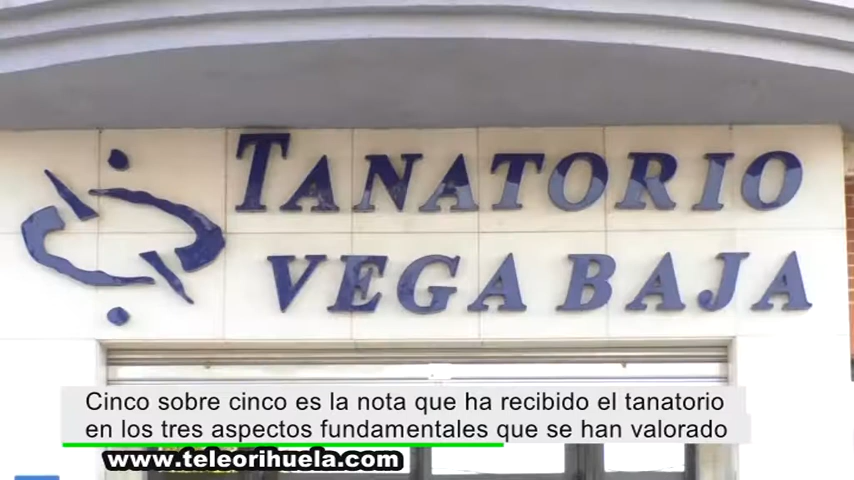 TANATORIO
VEGA BAJA
Cinco sobre cinco es la nota que ha recibido el tanatorio
en los tres aspectos fundamentales que se han valorado
www.teleorihuela.com